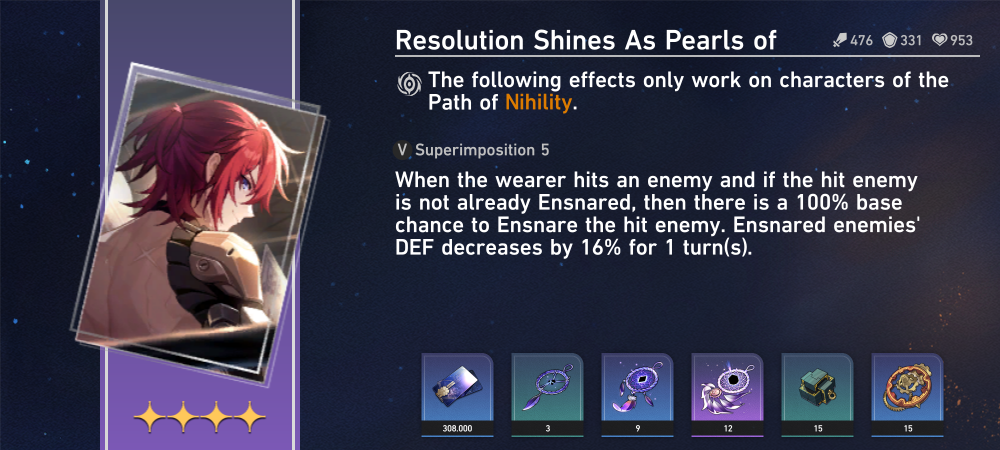 Resolution Shines As Pearls of
476 331 953
The following effects only work on characters of the
Path of Nihility.
V Superimposition 5
When the wearer hits an enemy and if the hit enemy
is not already Ensnared, then there is a 100% base
chance to Ensnare the hit enemy. Ensnared enemies'
DEF decreases by 16% for 1 turn(s).
308.000 3 9 12 15 15